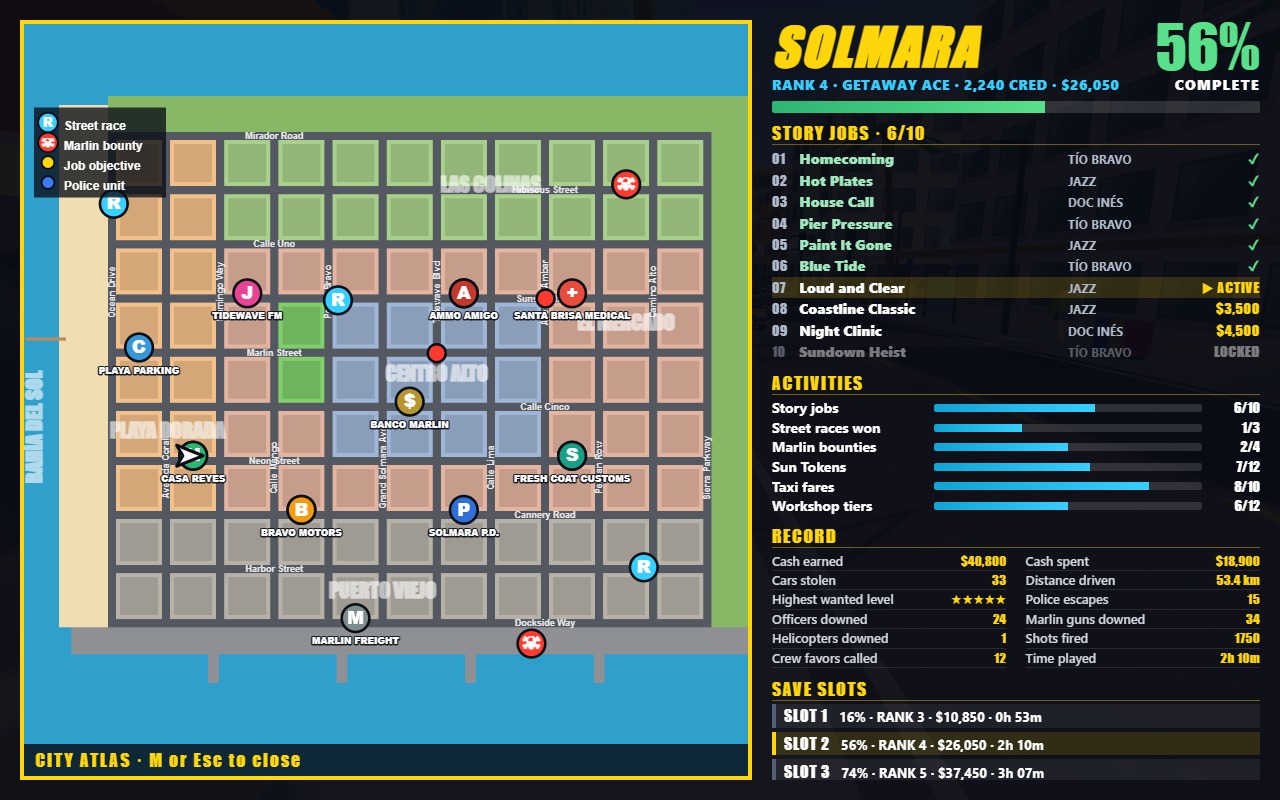 Street race
Marlin bounty
Job objective
Police unit
Mirador Road
LAS COLINAS
Hibiscus Street
Calle Uno
Ocean Drive
TIDEWAVE FM
AMMO AMIGO
SANTA BRISA MEDICAL
Camino Alto
EL MERCADO
Marlin Street
PLAYA PARKING
CENTRO ALTO
Calle Cinco
BANCO MARLIN
BAHÍA DEL SOL
PLAYA DORADA
CASA REYES
Neon Street
Grand Solmara Av
Calle Lima
FRESH COAT CUSTOMS
Sierra Parkway
BRAVO MOTORS
SOLMARA P.D.
Cannery Road
Harbor Street
PUERTO VIEJO
MARLIN FREIGHT
Dockside Way
CITY ATLAS · M or Esc to close
SOLMARA
56%
RANK 4 · GETAWAY ACE · 2,240 CRED · $26,050
COMPLETE
STORY JOBS · 6/10
01 Homecoming TÍO BRAVO ✓
02 Hot Plates JAZZ ✓
03 House Call DOC INÉS ✓
04 Pier Pressure TÍO BRAVO ✓
05 Paint It Gone JAZZ ✓
06 Blue Tide TÍO BRAVO ✓
07 Loud and Clear JAZZ ▶ ACTIVE
08 Coastline Classic JAZZ $3,500
09 Night Clinic DOC INÉS $4,500
10 Sundown Heist TÍO BRAVO LOCKED
ACTIVITIES
Story jobs 6/10
Street races won 1/3
Marlin bounties 2/4
Sun Tokens 7/12
Taxi fares 8/10
Workshop tiers 6/12
RECORD
Cash earned $40,800 Cash spent $18,900
Cars stolen 33 Distance driven 53.4 km
Highest wanted level ★★★★★ Police escapes 15
Officers downed 24 Marlin guns downed 34
Helicopters downed 1 Shots fired 1750
Crew favors called 12 Time played 2h 10m
SAVE SLOTS
SLOT 1 16% · RANK 3 · $10,850 · 0h 53m
SLOT 2 56% · RANK 4 · $26,050 · 2h 10m
SLOT 3 74% · RANK 5 · $37,450 · 3h 07m